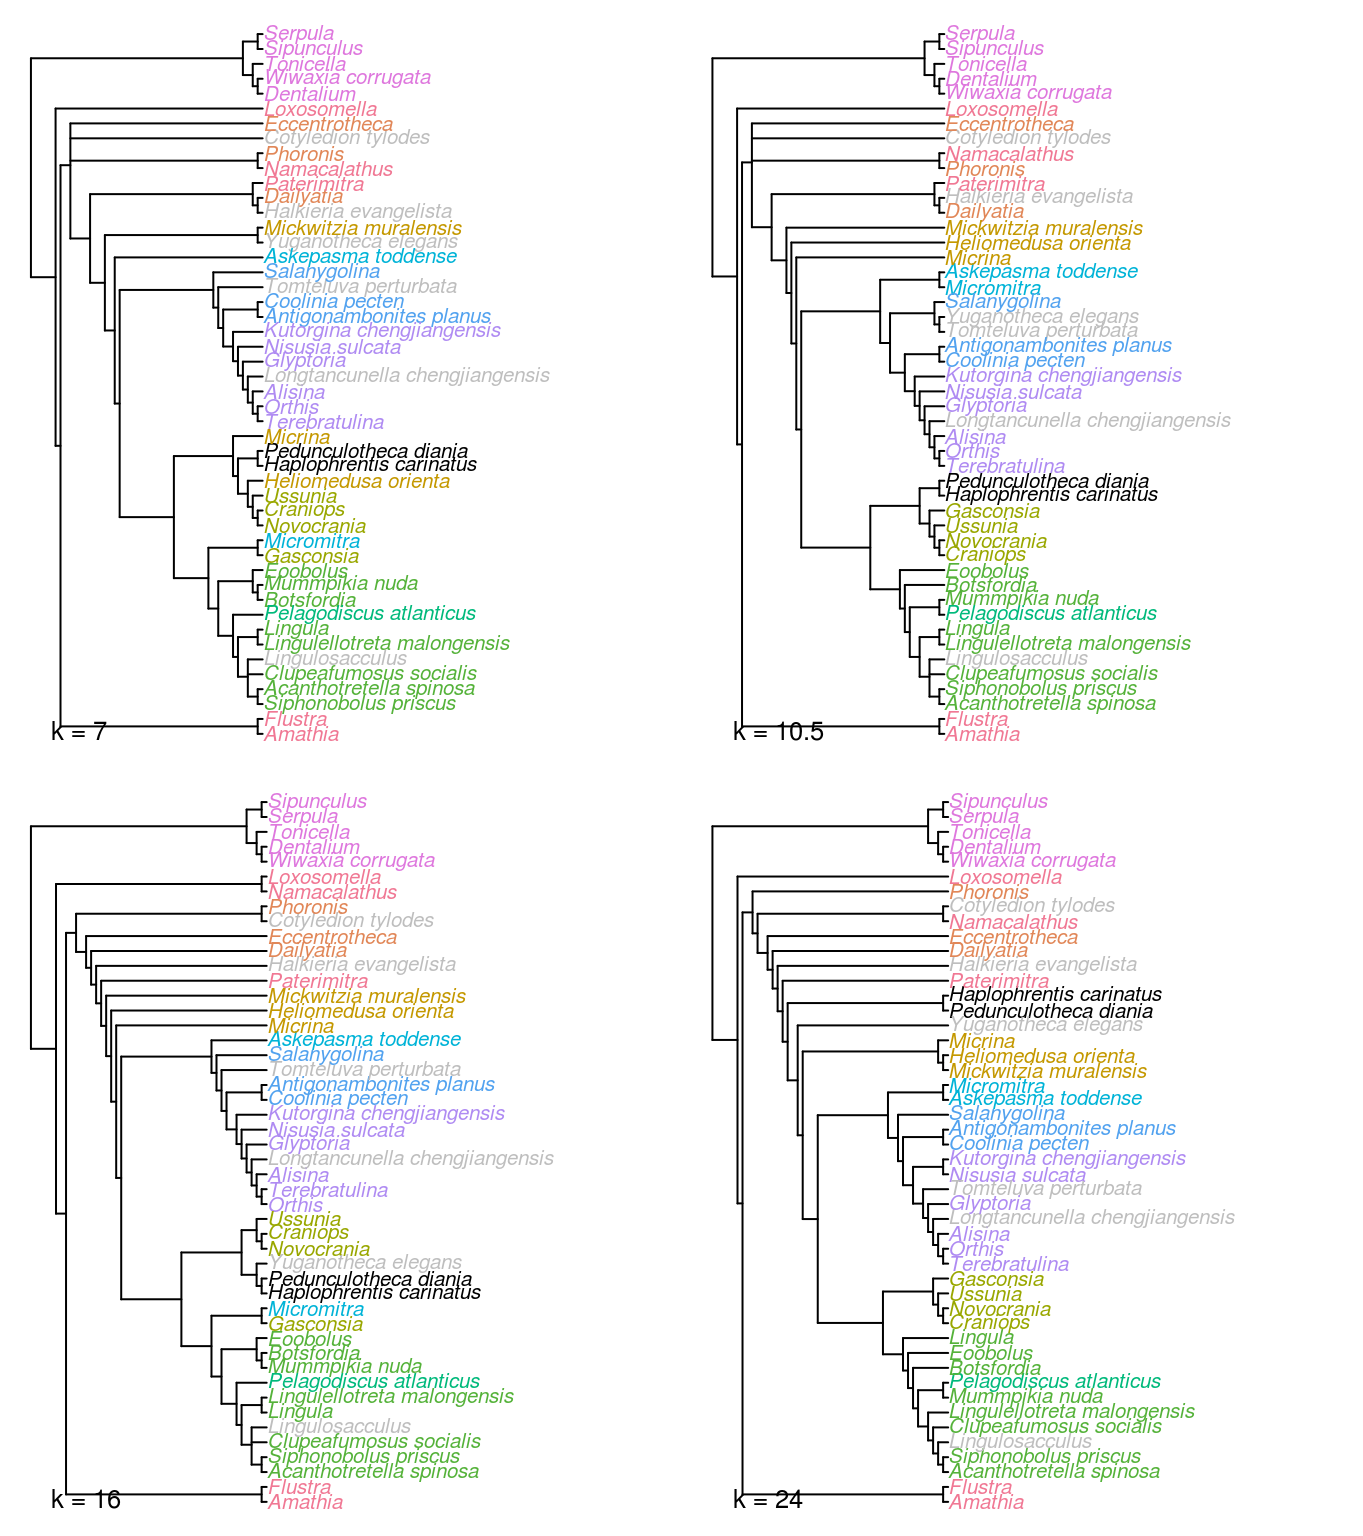 Serpula
Sipunculus
Tonicella
Wiwaxia corrugata
Dentalium
Loxosomella
Eccentrotheca
Cotyledion tylodes
Phoronis
Namacalathus
Paterimitra
Dailyatia
Halkieria evangelista
Mickwitzia muralensis
Yuganotheca elegans
Askepasma toddense
Salanygolina
Tomteluva perturbata
Coolinia pecten
Antigonambonites planus
Kutorgina chengjiangensis
Nisusia sulcata
Glyptoria
Longtancunella chengjiangensis
Alisina
Orthis
Terebratulina
Micrina
Pedunculotheca diania
Haplophrentis carinatus
Heliomedusa orienta
Ussunia
Craniops
Novocrania
Micromitra
Gasconsia
Eoobolus
Mummpikia nuda
Botsfordia
Pelagodiscus atlanticus
Lingula
Lingulellotreta malongensis
Lingulosacculus
Clupeafumosus socialis
Acanthotretella spinosa
Siphonobolus priscus
Flustra
Amathia
k = 7
Serpula
Sipunculus
Tonicella
Dentalium
Wiwaxia corrugata
Loxosomella
Eccentrotheca
Cotyledion tylodes
Namacalathus
Phoronis
Paterimitra
Halkieria evangelista
Dailyatia
Mickwitzia muralensis
Heliomedusa orienta
Micrina
Askepasma toddense
Micromitra
Salanygolina
Yuganotheca elegans
Tomteluva perturbata
Antigonambonites planus
Coolinia pecten
Kutorgina chengjiangensis
Nisusia sulcata
Glyptoria
Longtancunella chengjiangensis
Alisina
Orthis
Terebratulina
Pedunculotheca diania
Haplophrentis carinatus
Gasconsia
Ussunia
Novocrania
Craniops
Eoobolus
Botsfordia
Mummpikia nuda
Pelagodiscus atlanticus
Lingula
Lingulellotreta malongensis
Lingulosacculus
Clupeafumosus socialis
Siphonobolus priscus
Acanthotretella spinosa
Flustra
Amathia
k = 10.5
Sipunculus
Serpula
Tonicella
Dentalium
Wiwaxia corrugata
Loxosomella
Namacalathus
Phoronis
Cotyledion tylodes
Eccentrotheca
Dailyatia
Halkieria evangelista
Paterimitra
Mickwitzia muralensis
Heliomedusa orienta
Micrina
Askepasma toddense
Salanygolina
Tomteluva perturbata
Antigonambonites planus
Coolinia pecten
Kutorgina chengjiangensis
Nisusia sulcata
Glyptoria
Longtancunella chengjiangensis
Alisina
Terebratulina
Orthis
Ussunia
Craniops
Novocrania
Yuganotheca elegans
Pedunculotheca diania
Haplophrentis carinatus
Micromitra
Gasconsia
Eoobolus
Botsfordia
Mummpikia nuda
Pelagodiscus atlanticus
Lingulellotreta malongensis
Lingula
Lingulosacculus
Clupeafumosus socialis
Siphonobolus priscus
Acanthotretella spinosa
Flustra
Amathia
k = 16
Sipunculus
Serpula
Tonicella
Dentalium
Wiwaxia corrugata
Loxosomella
Phoronis
Cotyledion tylodes
Namacalathus
Eccentrotheca
Dailyatia
Halkieria evangelista
Paterimitra
Haplophrentis carinatus
Pedunculotheca diania
Yuganotheca elegans
Micrina
Heliomedusa orienta
Mickwitzia muralensis
Micromitra
Askepasma toddense
Salanygolina
Antigonambonites planus
Coolinia pecten
Kutorgina chengjiangensis
Nisusia sulcata
Tomteluva perturbata
Glyptoria
Longtancunella chengjiangensis
Alisina
Orthis
Terebratulina
Gasconsia
Ussunia
Novocrania
Craniops
Lingula
Eoobolus
Botsfordia
Pelagodiscus atlanticus
Mummpikia nuda
Lingulellotreta malongensis
Clupeafumosus socialis
Lingulosacculus
Siphonobolus priscus
Acanthotretella spinosa
Flustra
Amathia
k = 24